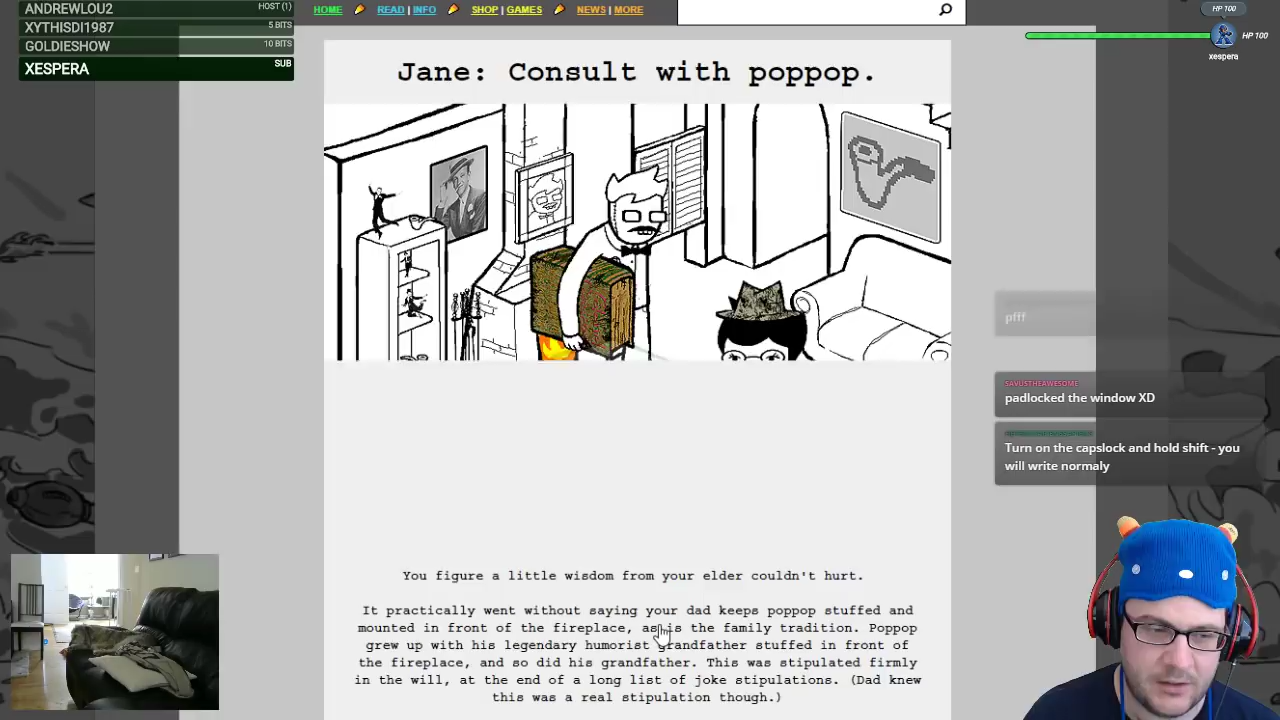 ANDREWLOU2 HOST (1)
XYTHISDI1987 5 BITS
GOLDIESHOW 10 BITS
XESPERA SUB
HOME READ | INFO SHOP | GAMES NEWS | MORE
HP 100
HP 100
xespera
Jane: Consult with poppop.
pfff
SAVUSTHEAWESOME
padlocked the window XD
Turn on the capslock and hold shift - you
will write normaly
You figure a little wisdom from your elder couldn't hurt.
It practically went without saying your dad keeps poppop stuffed and
mounted in front of the fireplace, as is the family tradition. Poppop
grew up with his legendary humorist grandfather stuffed in front of
the fireplace, and so did his grandfather. This was stipulated firmly
in the will, at the end of a long list of joke stipulations. (Dad knew
this was a real stipulation though.)